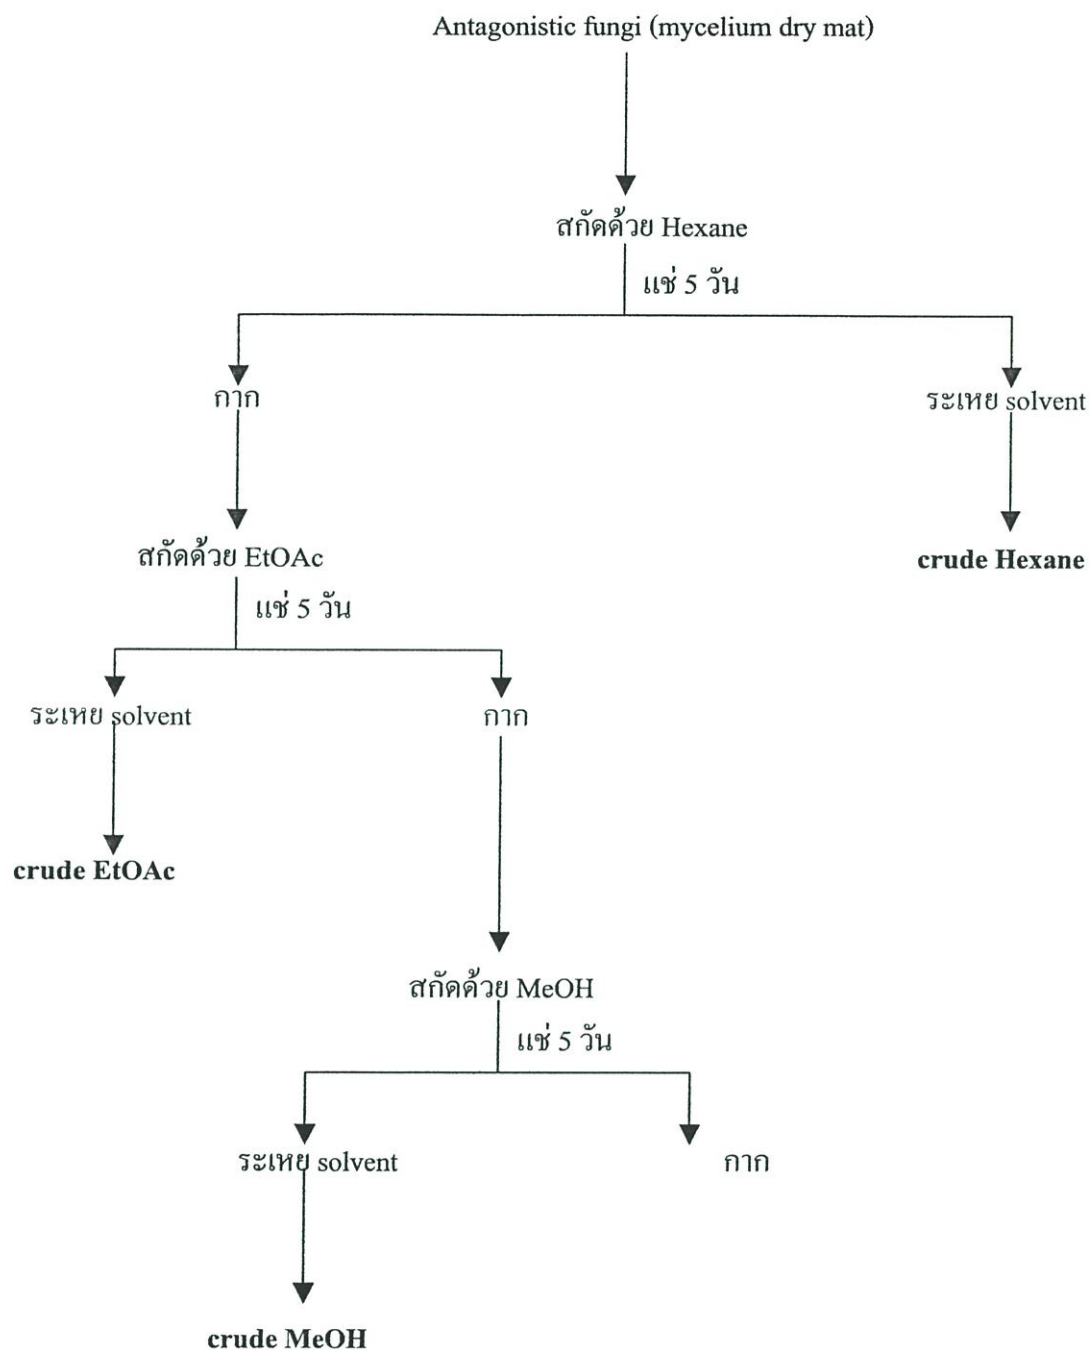 Antagonistic fungi (mycelium dry mat)
สกัดด้วย Hexane
แช่ 5 วัน
กาก
ระเหย solvent
สกัดด้วย EtOAc
crude Hexane
แช่ 5 วัน
ระเหย solvent
กาก
crude EtOAc
สกัดด้วย MeOH
แช่ 5 วัน
ระเหย solvent
กาก
crude MeOH